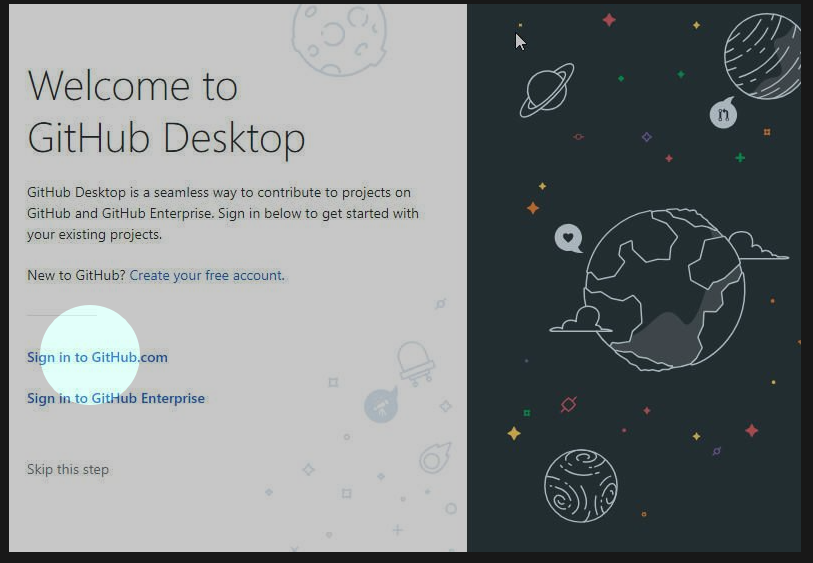 Welcome to
GitHub Desktop
GitHub Desktop is a seamless way to contribute to projects on
GitHub and GitHub Enterprise. Sign in below to get started with
your existing projects.
New to GitHub? Create your free account.
Sign in to GitHub.com
Sign in to GitHub Enterprise
Skip this step